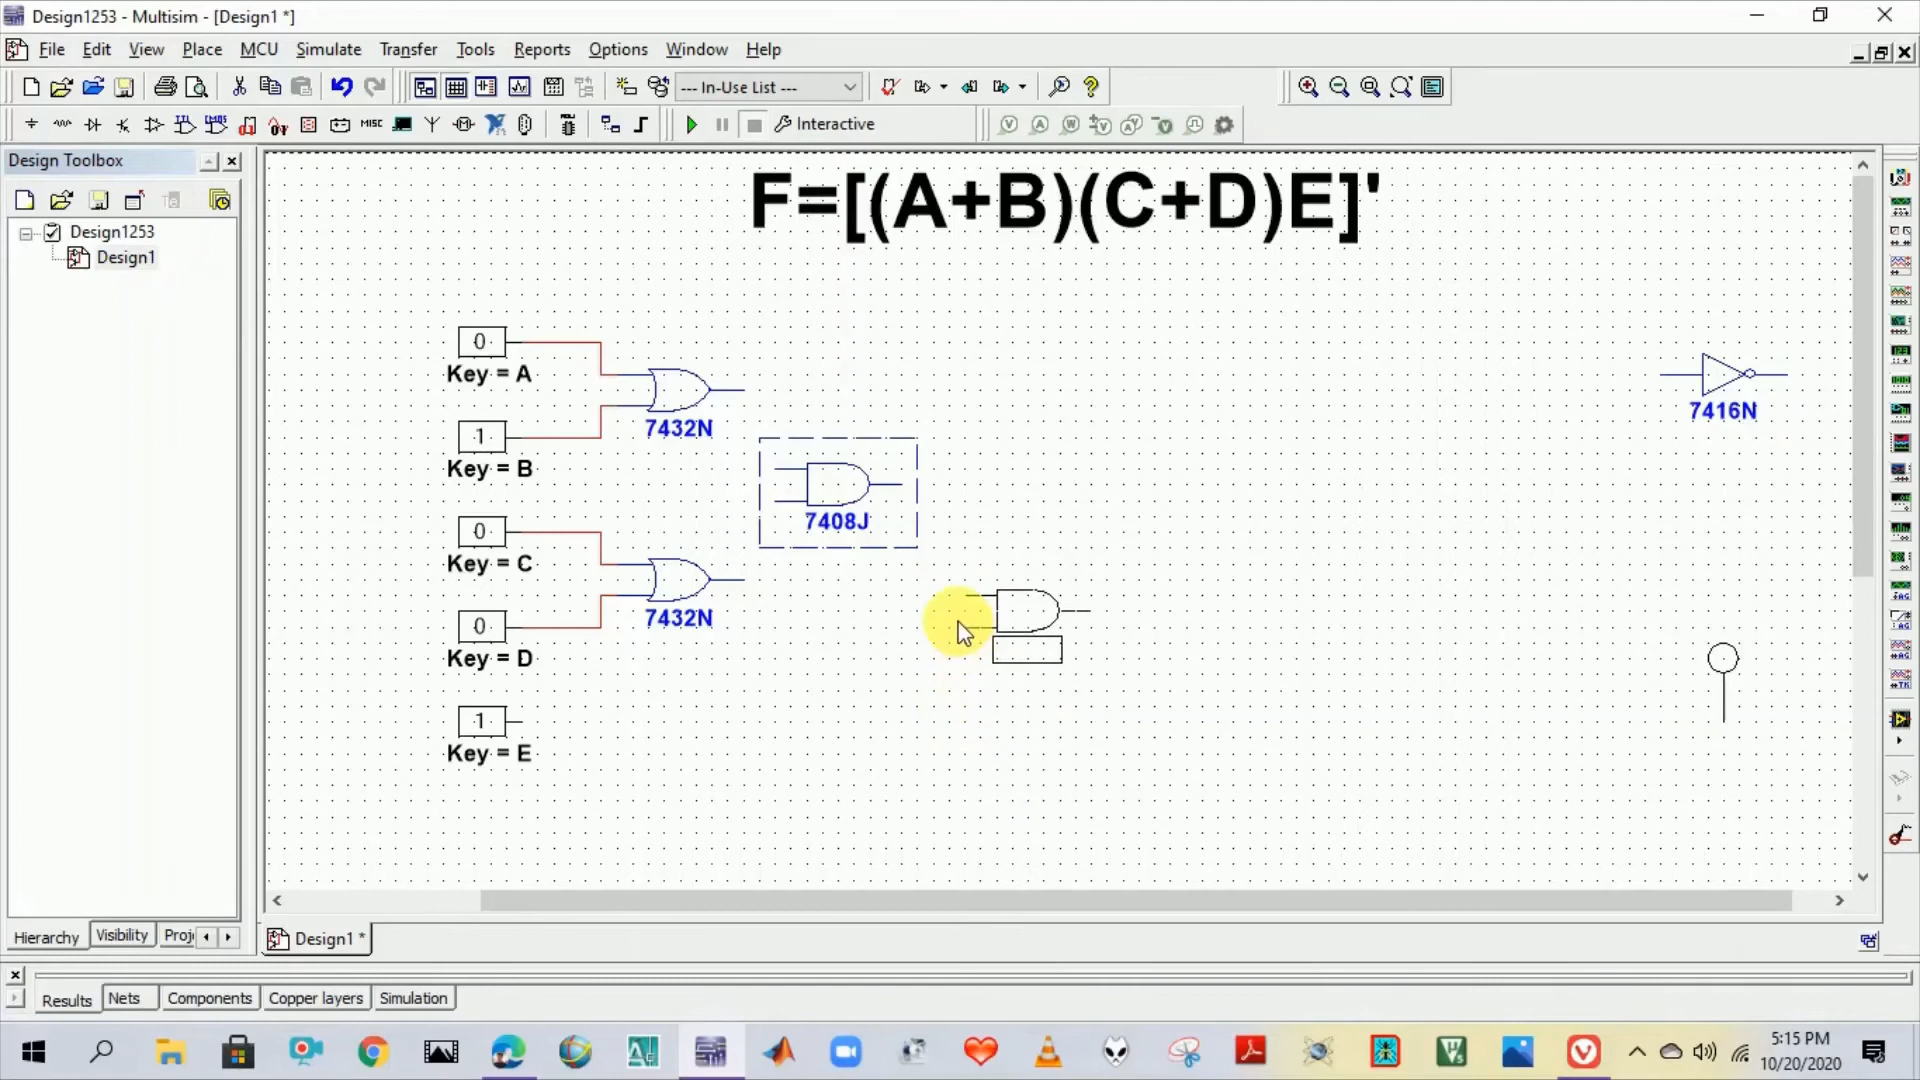 Design1253 - Multisim - [Design1 *]
File Edit View Place MCU Simulate Transfer Tools Reports Options Window Help
--- In-Use List ---
MISC Interactive
Design Toolbox
Design1253
Design1
F=[(A+B)(C+D)E]'
0
Key = A
7432N
1
Key = B
7408J
7416N
0
Key = C
7432N
0
Key = D
1
Key = E
Hierarchy Visibility Proj
Design1 *
Results Nets Components Copper layers Simulation
5:15 PM
10/20/2020